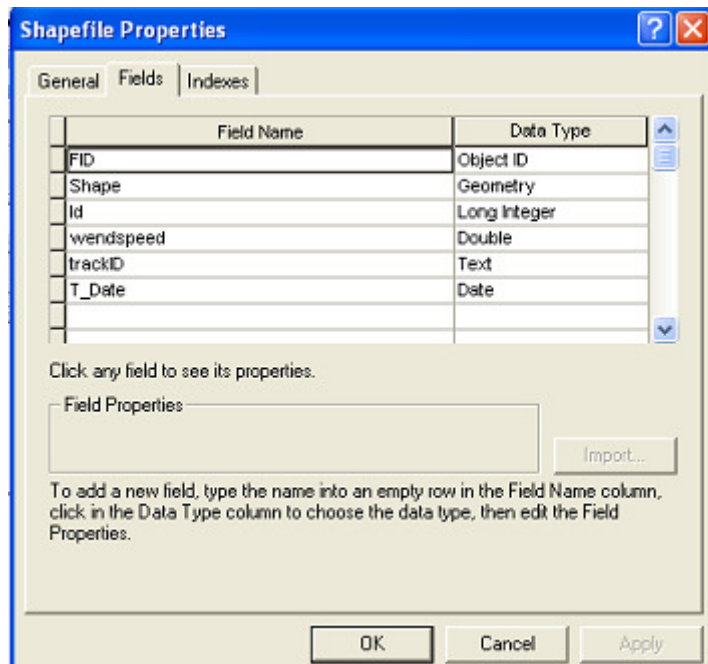 Shapefile Properties
General Fields Indexes
Field Name Data Type
FID Object ID
Shape Geometry
Id Long Integer
wendspeed Double
trackID Text
T_Date Date
Click any field to see its properties.
Field Properties
Import...
To add a new field, type the name into an empty row in the Field Name column,
click in the Data Type column to choose the data type, then edit the Field
Properties.
OK Cancel Apply